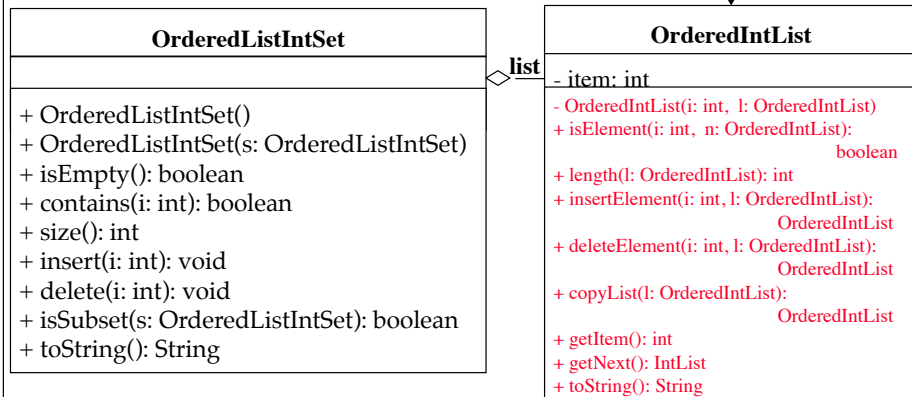 OrderedListIntSet
+ OrderedListIntSet()
+ OrderedListIntSet(s: OrderedListIntSet)
+ isEmpty(): boolean
+ contains(i: int): boolean
+ size(): int
+ insert(i: int): void
+ delete(i: int): void
+ isSubset(s: OrderedListIntSet): boolean
+ toString(): String
list
OrderedIntList
- item: int
- OrderedIntList(i: int, l: OrderedIntList)
+ isElement(i: int, n: OrderedIntList):
boolean
+ length(l: OrderedIntList): int
+ insertElement(i: int, l: OrderedIntList):
OrderedIntList
+ deleteElement(i: int, l: OrderedIntList):
OrderedIntList
+ copyList(l: OrderedIntList):
OrderedIntList
+ getItem(): int
+ getNext(): IntList
+ toString(): String